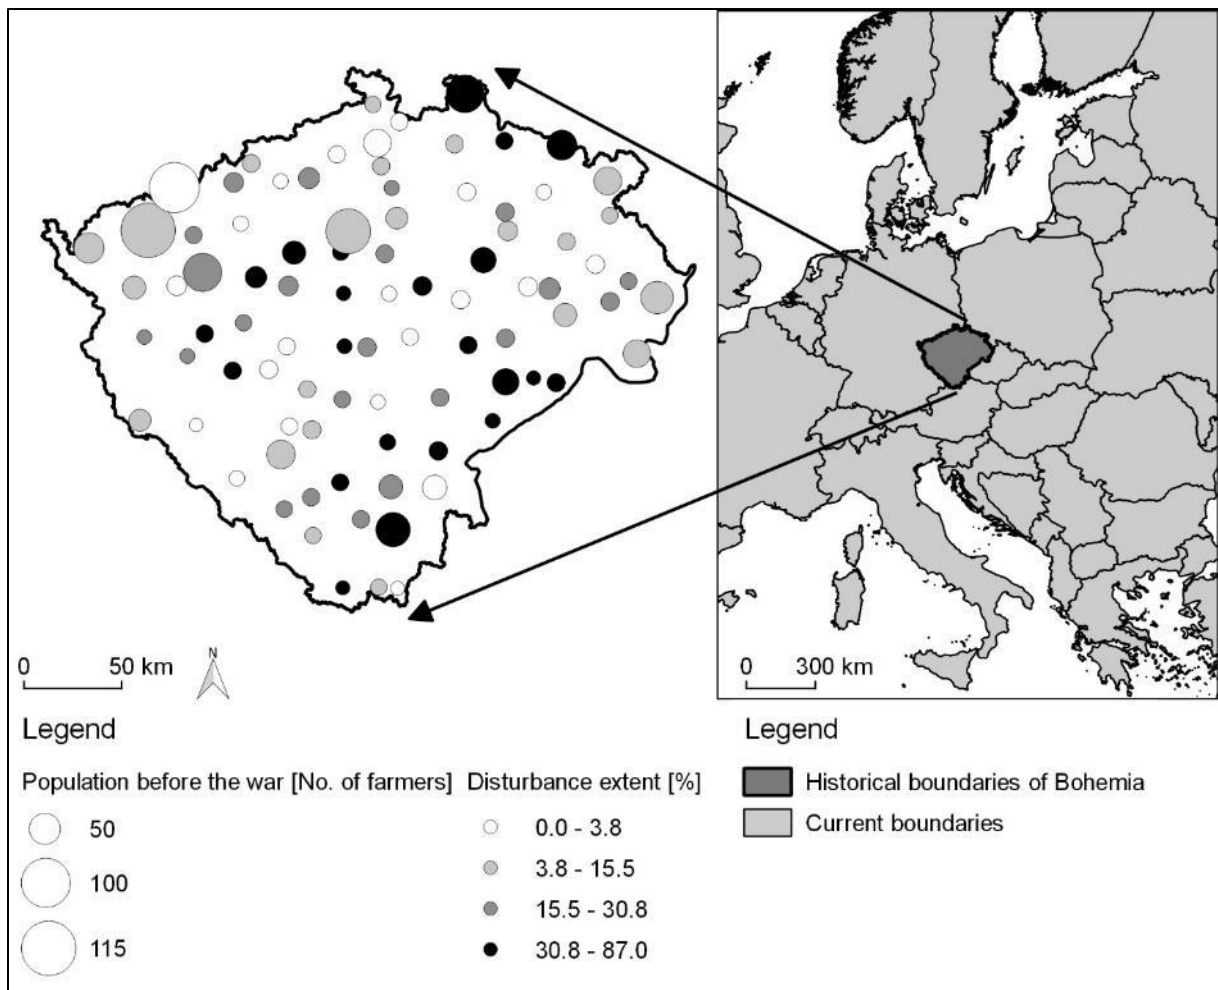 N
0 50 km
0 300 km
Legend
Population before the war [No. of farmers]
50
100
115
Disturbance extent [%]
0.0 - 3.8
3.8 - 15.5
15.5 - 30.8
30.8 - 87.0
Legend
Historical boundaries of Bohemia
Current boundaries